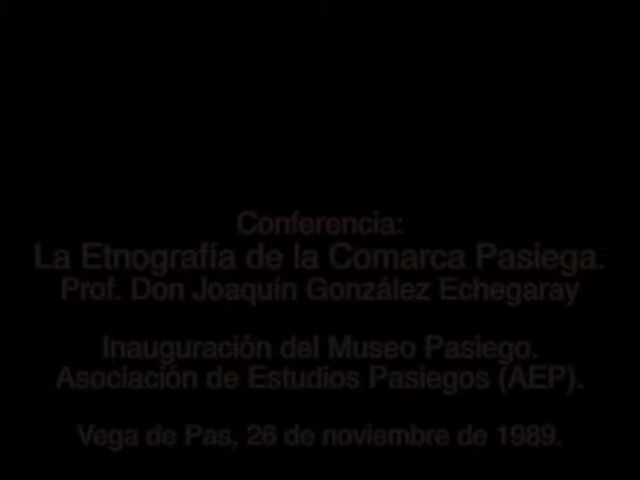 Conferencia:
La Etnografía de la Comarca Pasiega.
Prof. Don Joaquín González Echegaray
Inauguración del Museo Pasiego.
Asociación de Estudios Pasiegos (AEP).
Vega de Pas, 26 de noviembre de 1989.